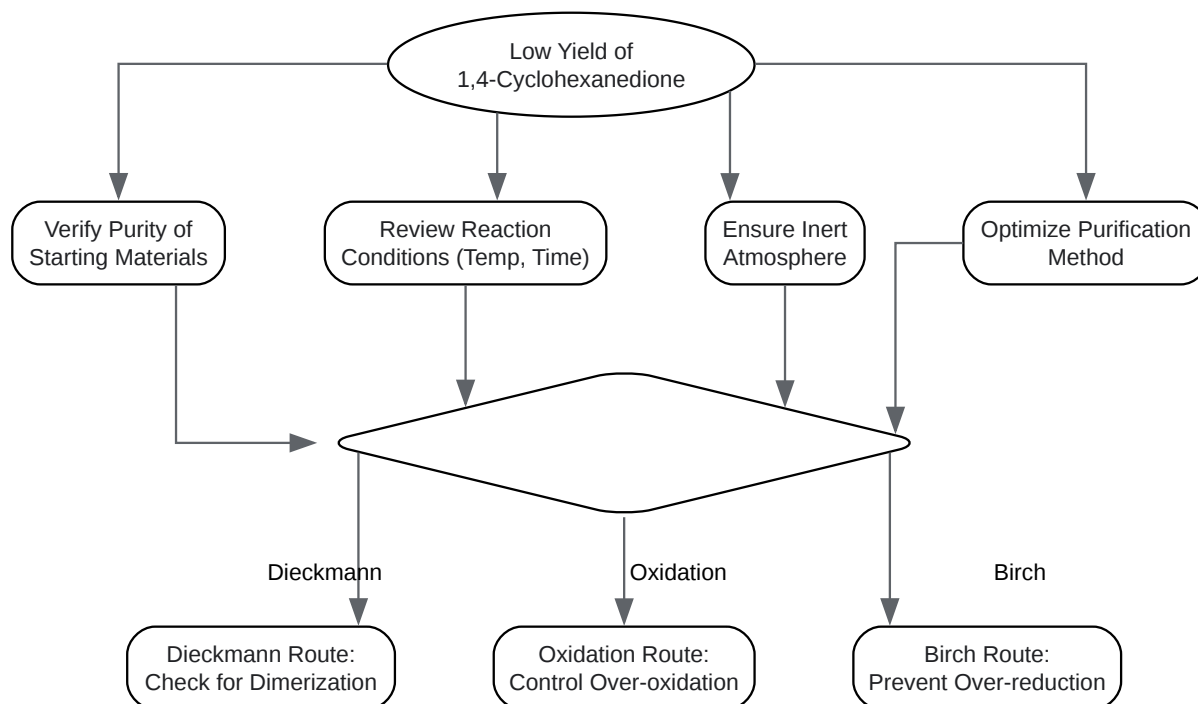 Low Yield of
1,4-Cyclohexanedione
Verify Purity of
Starting Materials
Review Reaction
Conditions (Temp, Time)
Ensure Inert
Atmosphere
Optimize Purification
Method
Dieckmann
Oxidation
Birch
Dieckmann Route:
Check for Dimerization
Oxidation Route:
Control Over-oxidation
Birch Route:
Prevent Over-reduction